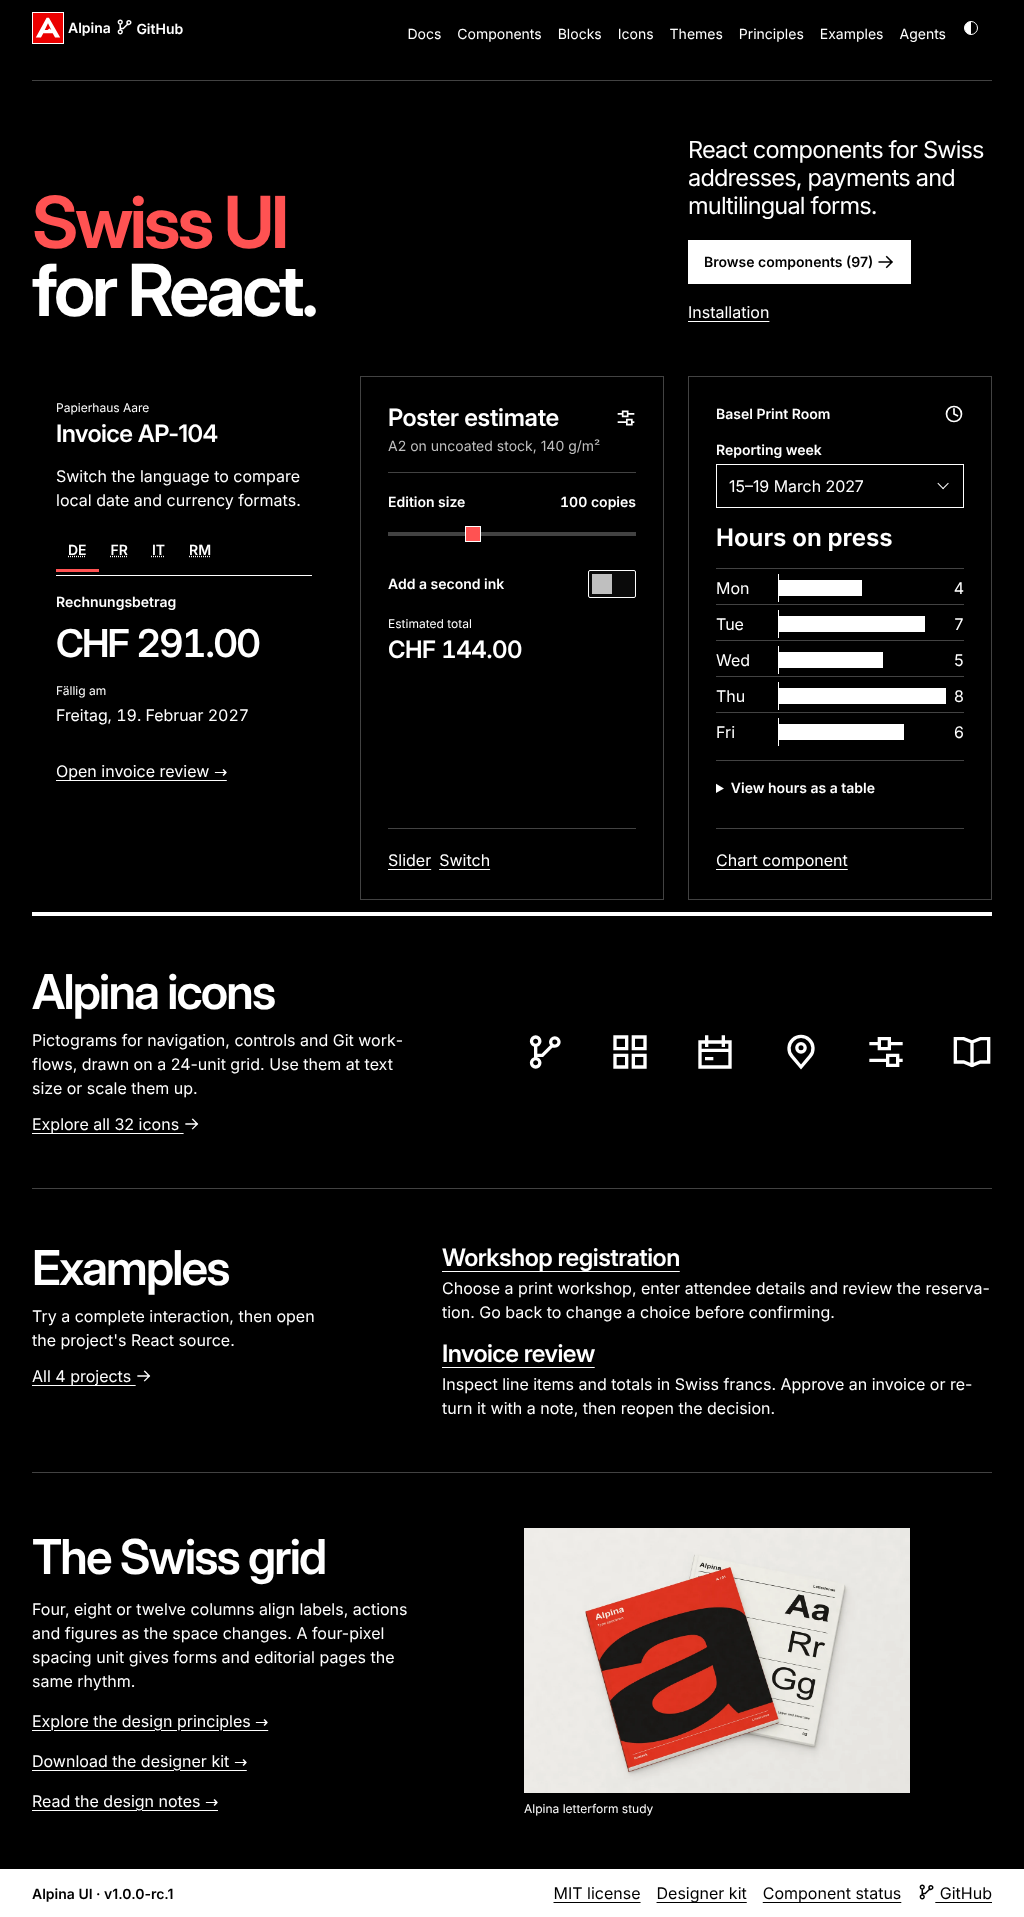 Alpina GitHub
Docs Components Blocks Icons Themes Principles Examples Agents
Swiss UI
for React.
React components for Swiss
addresses, payments and
multilingual forms.
Browse components (97) →
Installation
Papierhaus Aare
Invoice AP-104
Switch the language to compare
local date and currency formats.
DE FR IT RM
Rechnungsbetrag
CHF 291.00
Fällig am
Freitag, 19. Februar 2027
Open invoice review →
Poster estimate
A2 on uncoated stock, 140 g/m²
Edition size 100 copies
Add a second ink
Estimated total
CHF 144.00
Slider Switch
Basel Print Room
Reporting week
15–19 March 2027
Hours on press
Mon 4
Tue 7
Wed 5
Thu 8
Fri 6
View hours as a table
Chart component
Alpina icons
Pictograms for navigation, controls and Git work-
flows, drawn on a 24-unit grid. Use them at text
size or scale them up.
Explore all 32 icons →
Examples
Try a complete interaction, then open
the project's React source.
All 4 projects →
Workshop registration
Choose a print workshop, enter attendee details and review the reserva-
tion. Go back to change a choice before confirming.
Invoice review
Inspect line items and totals in Swiss francs. Approve an invoice or re-
turn it with a note, then reopen the decision.
The Swiss grid
Four, eight or twelve columns align labels, actions
and figures as the space changes. A four-pixel
spacing unit gives forms and editorial pages the
same rhythm.
Explore the design principles →
Download the designer kit →
Read the design notes →
Alpina
a
Alpina
Aa
Rr
Gg
Alpina letterform study
Alpina UI · v1.0.0-rc.1
MIT license Designer kit Component status GitHub